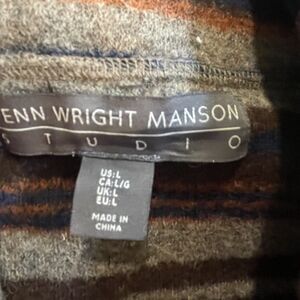 ENN WRIGHT MANSON
STUDIO
US:L
CA:L/G
UK:L
EU:L
MADE IN
CHINA